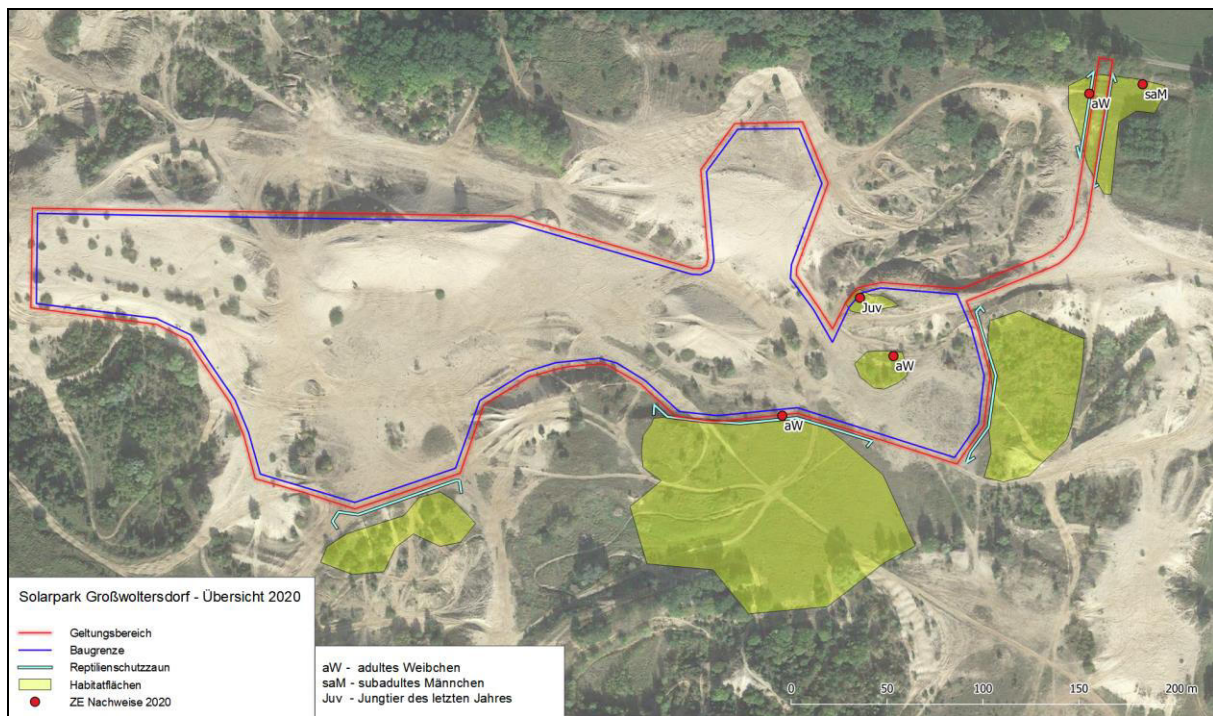 aW
saM
Juv
aW
aW
Solarpark Großwoltersdorf - Übersicht 2020
Geltungsbereich
Baugrenze
Reptilienschutzzaun
Habitatflächen
ZE Nachweise 2020
aW - adultes Weibchen
saM - subadultes Männchen
Juv - Jungtier des letzten Jahres
0 50 100 150 200 m